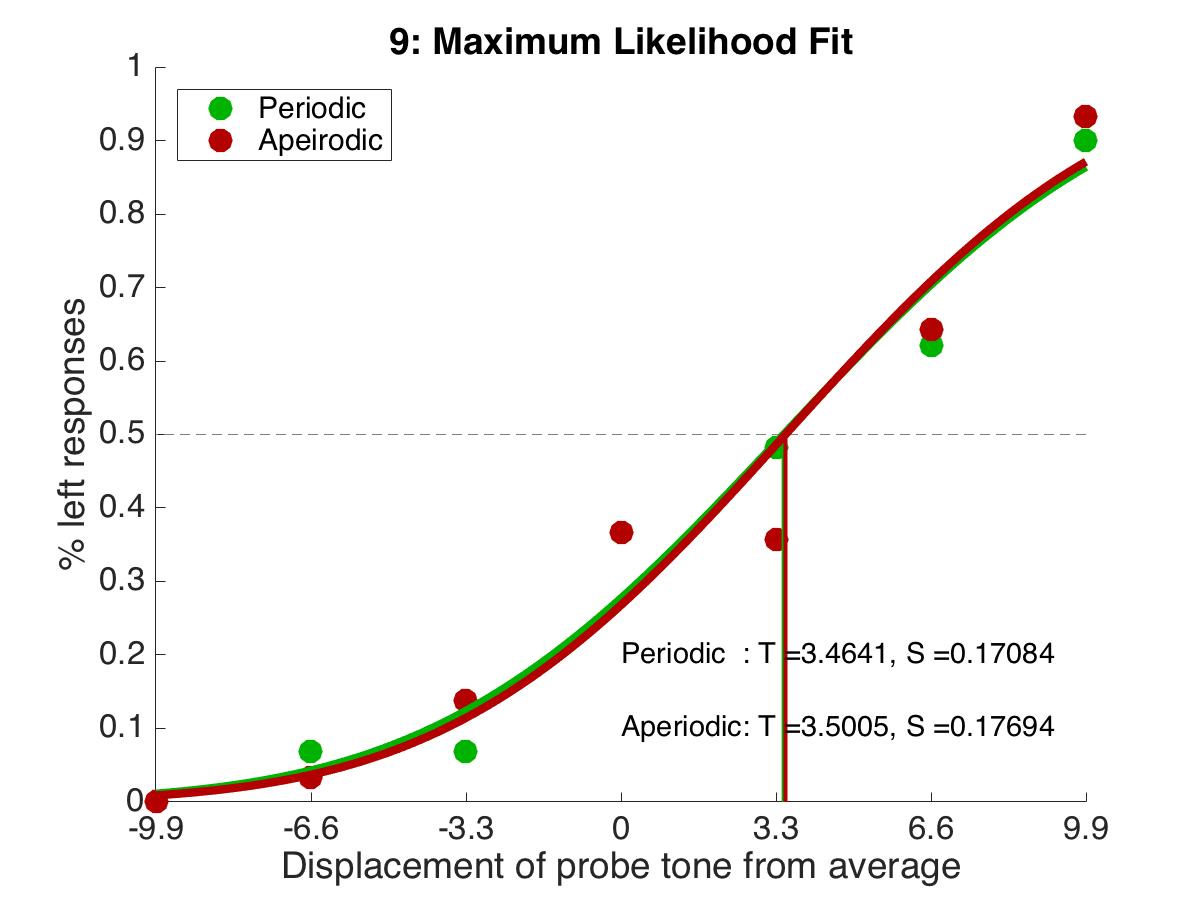 9: Maximum Likelihood Fit
1
Periodic
Apeirodic
0.9
0.8
0.7
0.6
0.5
0.4
0.3
0.2
0.1
0
% left responses
Periodic : T =3.4641, S =0.17084
Aperiodic: T =3.5005, S =0.17694
-9.9 -6.6 -3.3 0 3.3 6.6 9.9
Displacement of probe tone from average